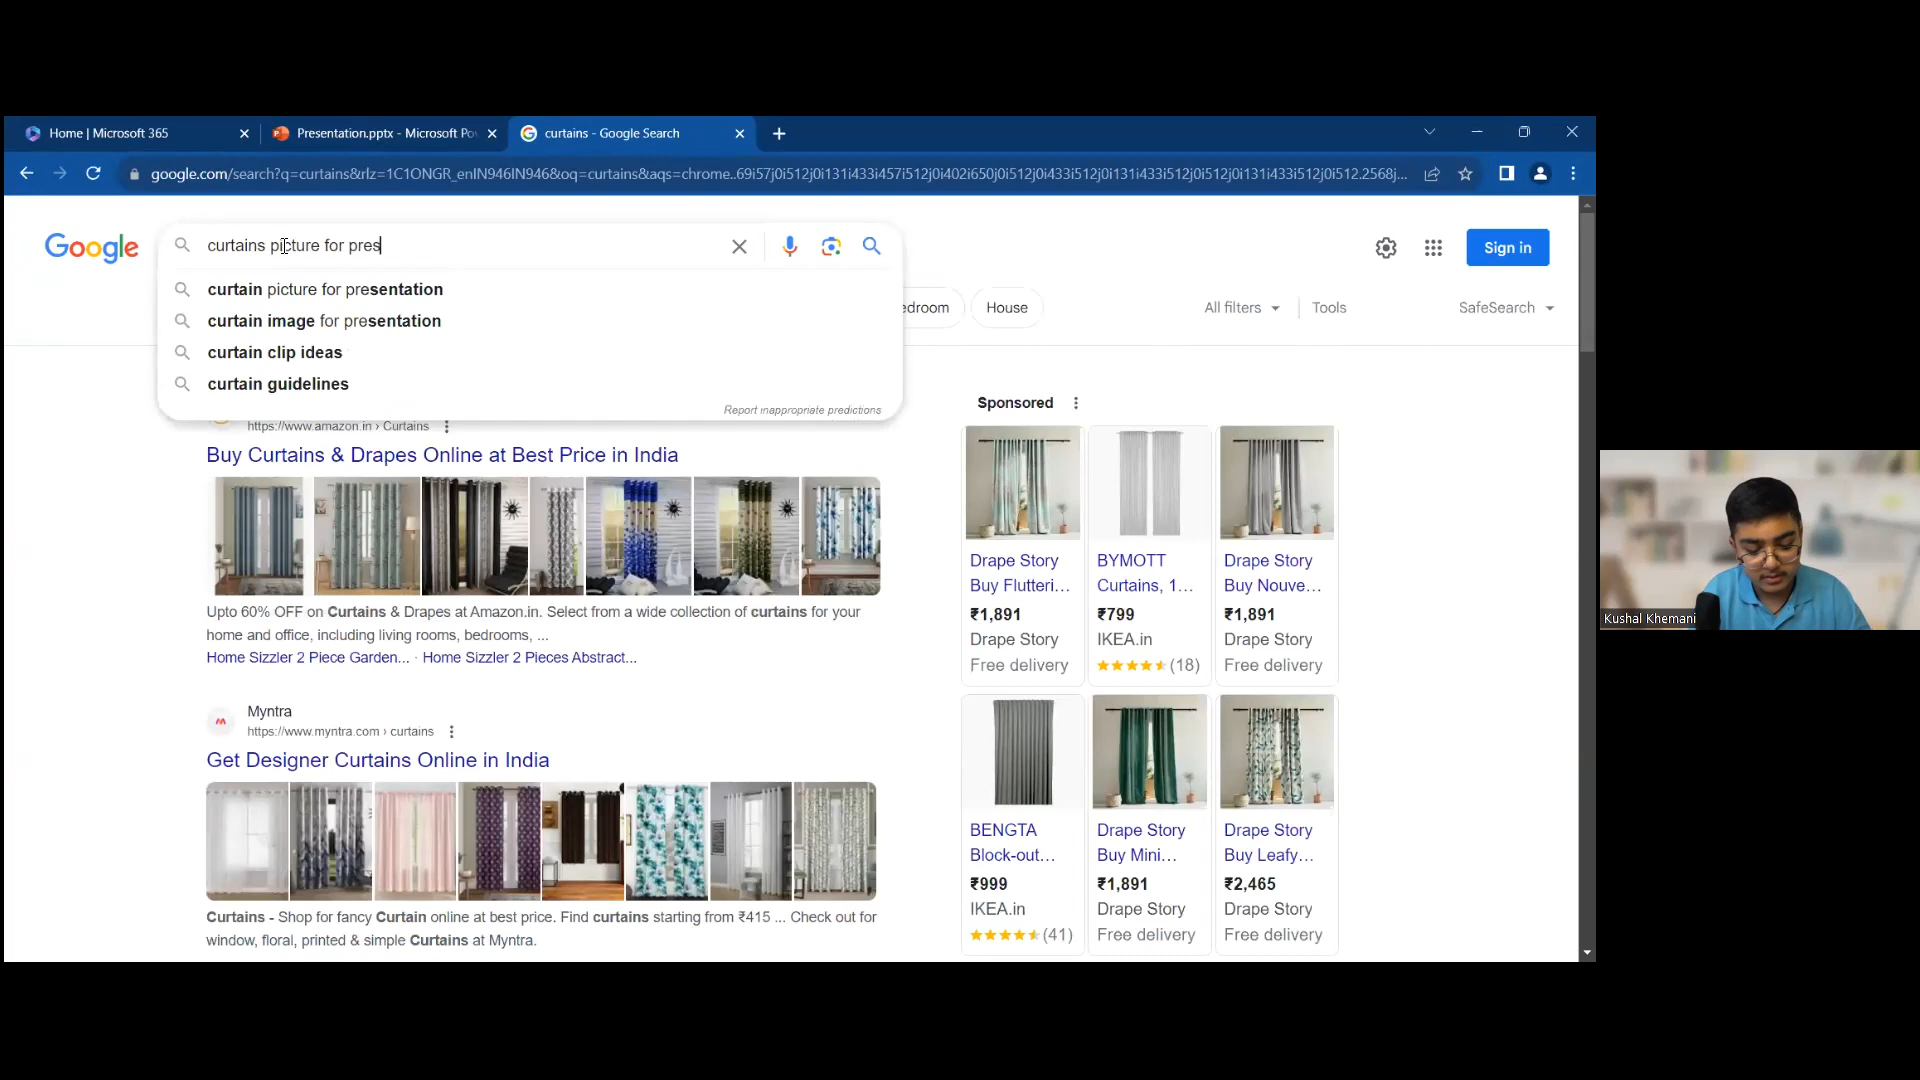 Home | Microsoft 365
Presentation.pptx - Microsoft Po
curtains - Google Search
google.com/search?q=curtains&rlz=1C1ONGR_enIN946IN946&oq=curtains&aqs=chrome..69i57j0i512j0i131i433i457i512j0i402i650j0i512j0i433i512j0i131i433i512j0i512j0i131i433i512j0i512.2568j...
Google
curtains picture for pres
Sign in
curtain picture for presentation
curtain image for presentation
curtain clip ideas
curtain guidelines
Report inappropriate predictions
edroom
House
All filters
Tools
SafeSearch
https://www.amazon.in › Curtains
Buy Curtains & Drapes Online at Best Price in India
Upto 60% OFF on Curtains & Drapes at Amazon.in. Select from a wide collection of curtains for your
home and office, including living rooms, bedrooms, ...
Home Sizzler 2 Piece Garden... · Home Sizzler 2 Pieces Abstract...
Myntra
https://www.myntra.com › curtains
Get Designer Curtains Online in India
Curtains - Shop for fancy Curtain online at best price. Find curtains starting from ₹415 ... Check out for
window, floral, printed & simple Curtains at Myntra.
Sponsored
Drape Story
Buy Flutteri...
₹1,891
Drape Story
Free delivery
BYMOTT
Curtains, 1...
₹799
IKEA.in
(18)
Drape Story
Buy Nouve...
₹1,891
Drape Story
Free delivery
BENGTA
Block-out...
₹999
IKEA.in
(41)
Drape Story
Buy Mini...
₹1,891
Drape Story
Free delivery
Drape Story
Buy Leafy...
₹2,465
Drape Story
Free delivery
Kushal Khemani